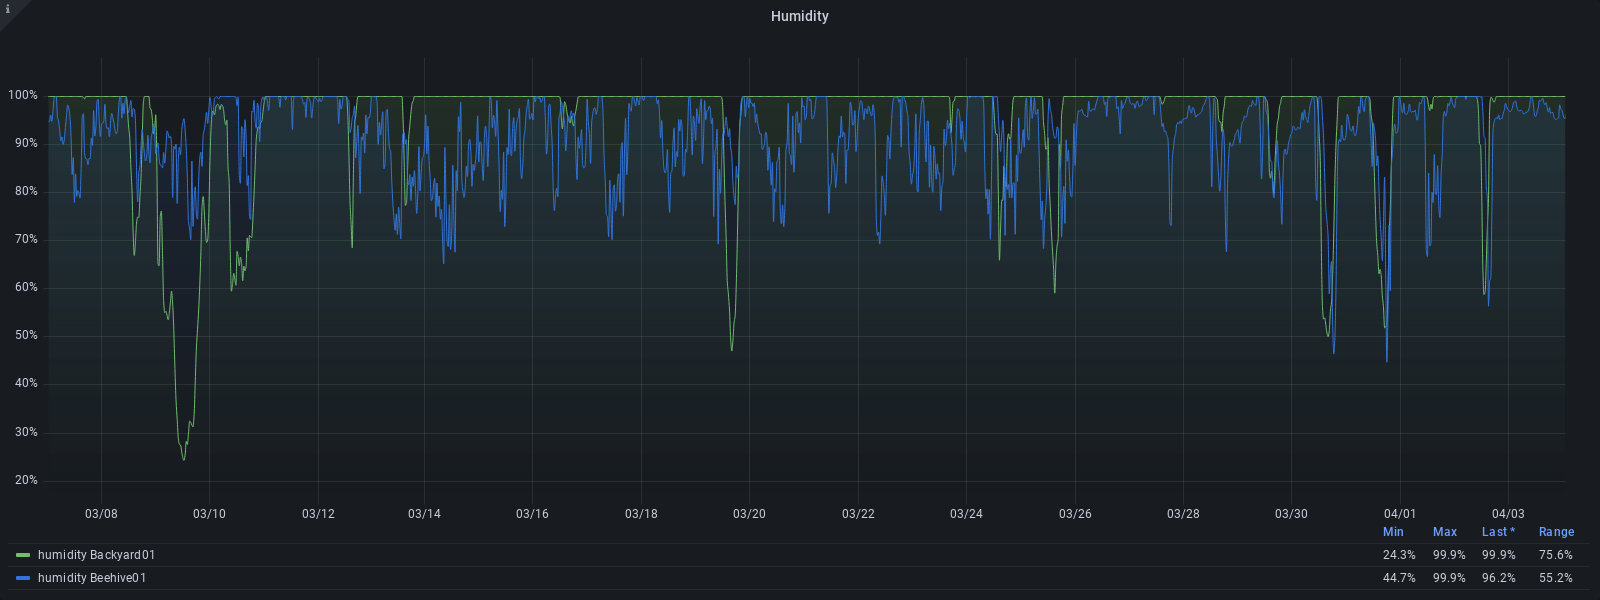 i
Humidity
100%
90%
80%
70%
60%
50%
40%
30%
20%
03/08 03/10 03/12 03/14 03/16 03/18 03/20 03/22 03/24 03/26 03/28 03/30 04/01 04/03
Min Max Last * Range
humidity Backyard01 24.3% 99.9% 99.9% 75.6%
humidity Beehive01 44.7% 99.9% 96.2% 55.2%